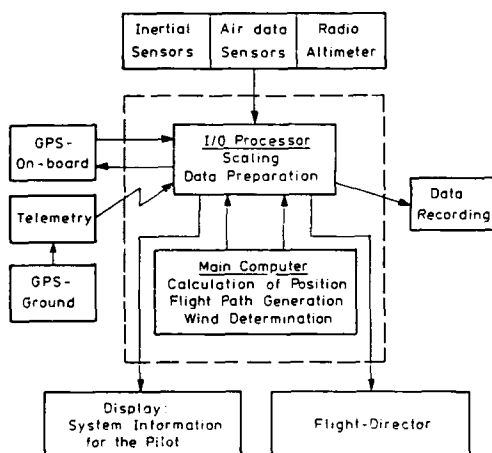 Inertial Sensors
Air data Sensors
Radio Altimeter
GPS-
On-board
I/O Processor
Scaling
Data Preparation
Telemetry
Data
Recording
GPS-
Ground
Main Computer
Calculation of Position
Flight Path Generation
Wind Determination
Display:
System Information
for the Pilot
Flight-Director